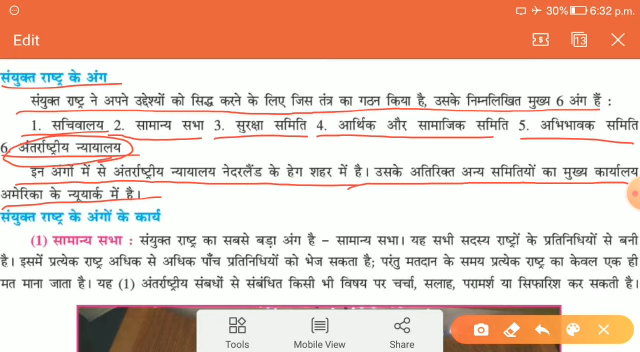 30% 6:32 p.m.
Edit
13
संयुक्त राष्ट्र के अंग
संयुक्त राष्ट्र ने अपने उद्देश्यों को सिद्ध करने के लिए जिस तंत्र का गठन किया है, उसके निम्नलिखित मुख्य 6 अंग हैं :
1. सचिवालय 2. सामान्य सभा 3. सुरक्षा समिति 4. आर्थिक और सामाजिक समिति 5. अभिभावक समिति
6. अंतर्राष्ट्रीय न्यायालय
इन अंगों में से अंतर्राष्ट्रीय न्यायालय नेदरलैंड के हेग शहर में है। उसके अतिरिक्त अन्य समितियों का मुख्य कार्यालय
अमेरिका के न्यूयार्क में है।
संयुक्त राष्ट्र के अंगों के कार्य
(1) सामान्य सभा : संयुक्त राष्ट्र का सबसे बड़ा अंग है – सामान्य सभा। यह सभी सदस्य राष्ट्रों के प्रतिनिधियों से बनी
है। इसमें प्रत्येक राष्ट्र अधिक से अधिक पाँच प्रतिनिधियों को भेज सकता है; परंतु मतदान के समय प्रत्येक राष्ट्र का केवल एक ही
मत माना जाता है। यह (1) अंतर्राष्ट्रीय संबधों से संबंधित किसी भी विषय पर चर्चा, सलाह, परामर्श या सिफारिश कर सकती है।
Tools Mobile View Share